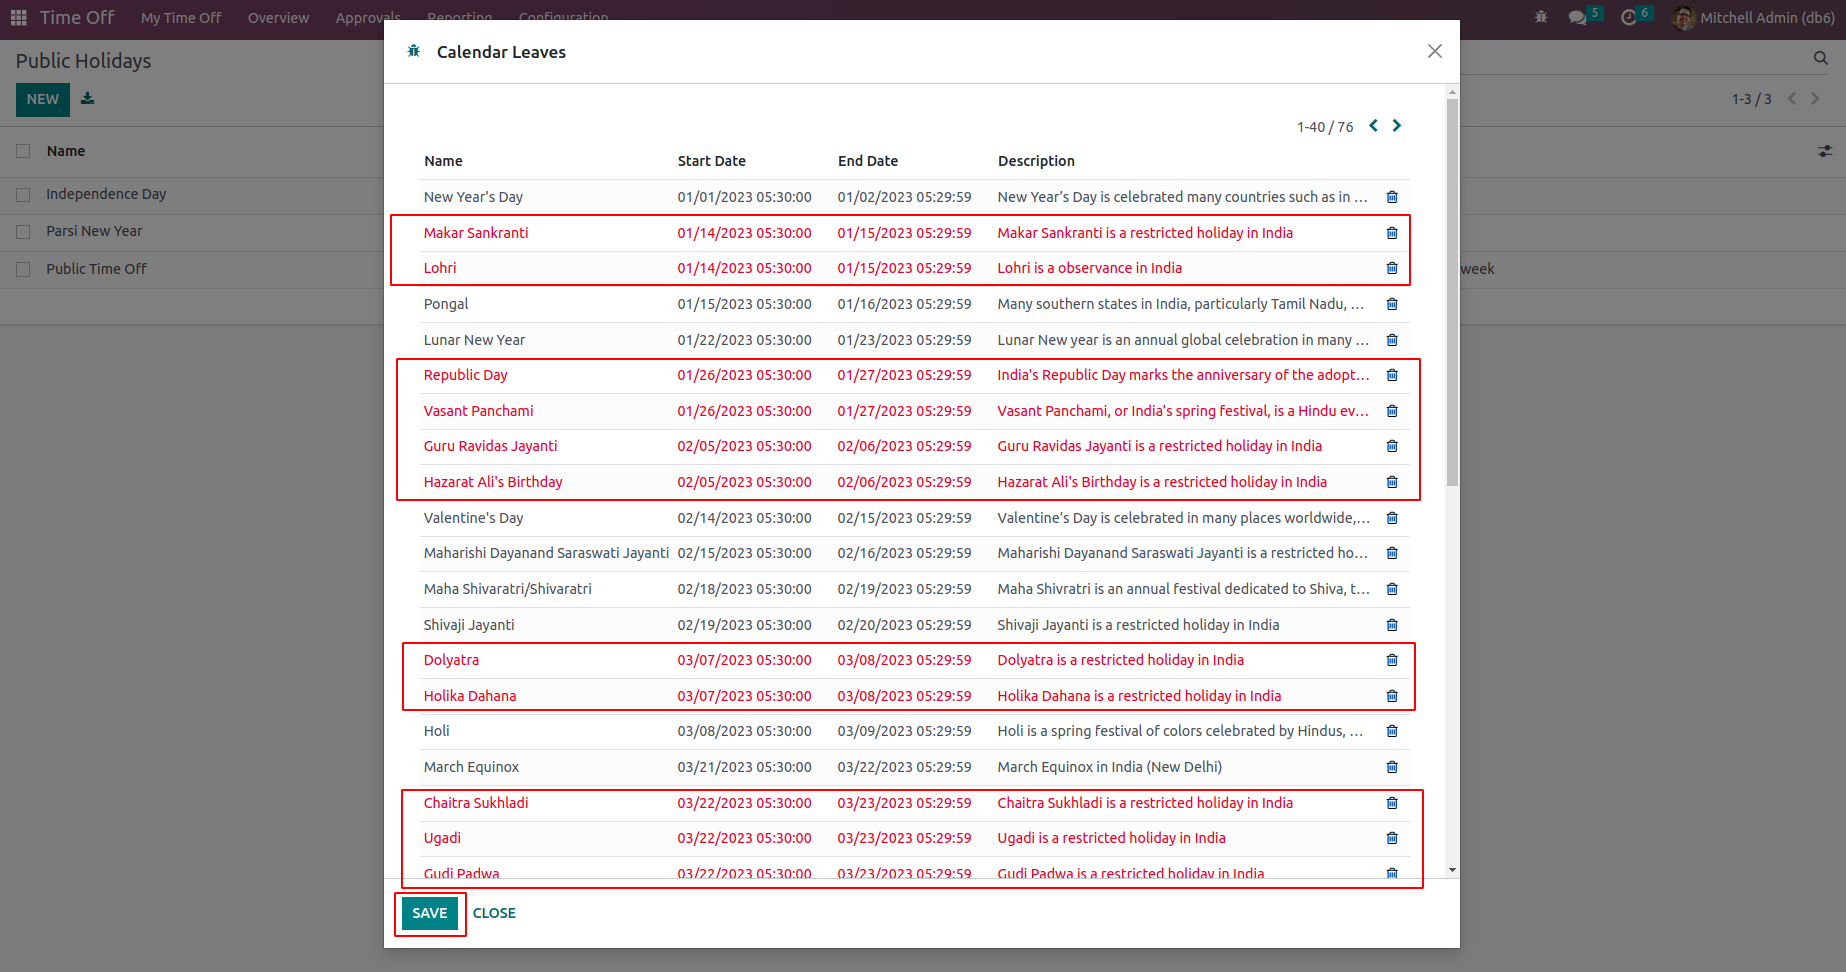 Time Off My Time Off Overview Approvals Reporting Configuration 5 6 Mitchell Admin (db6)
Public Holidays
NEW
1-3 / 3
Name
Independence Day
Parsi New Year
Public Time Off
week
Calendar Leaves
1-40 / 76
Name Start Date End Date Description
New Year's Day 01/01/2023 05:30:00 01/02/2023 05:29:59 New Year’s Day is celebrated many countries such as in ...
Makar Sankranti 01/14/2023 05:30:00 01/15/2023 05:29:59 Makar Sankranti is a restricted holiday in India
Lohri 01/14/2023 05:30:00 01/15/2023 05:29:59 Lohri is a observance in India
Pongal 01/15/2023 05:30:00 01/16/2023 05:29:59 Many southern states in India, particularly Tamil Nadu, ...
Lunar New Year 01/22/2023 05:30:00 01/23/2023 05:29:59 Lunar New year is an annual global celebration in many ...
Republic Day 01/26/2023 05:30:00 01/27/2023 05:29:59 India's Republic Day marks the anniversary of the adopt...
Vasant Panchami 01/26/2023 05:30:00 01/27/2023 05:29:59 Vasant Panchami, or India’s spring festival, is a Hindu ev...
Guru Ravidas Jayanti 02/05/2023 05:30:00 02/06/2023 05:29:59 Guru Ravidas Jayanti is a restricted holiday in India
Hazarat Ali's Birthday 02/05/2023 05:30:00 02/06/2023 05:29:59 Hazarat Ali's Birthday is a restricted holiday in India
Valentine's Day 02/14/2023 05:30:00 02/15/2023 05:29:59 Valentine’s Day is celebrated in many places worldwide,...
Maharishi Dayanand Saraswati Jayanti 02/15/2023 05:30:00 02/16/2023 05:29:59 Maharishi Dayanand Saraswati Jayanti is a restricted ho...
Maha Shivaratri/Shivaratri 02/18/2023 05:30:00 02/19/2023 05:29:59 Maha Shivratri is an annual festival dedicated to Shiva, t...
Shivaji Jayanti 02/19/2023 05:30:00 02/20/2023 05:29:59 Shivaji Jayanti is a restricted holiday in India
Dolyatra 03/07/2023 05:30:00 03/08/2023 05:29:59 Dolyatra is a restricted holiday in India
Holika Dahana 03/07/2023 05:30:00 03/08/2023 05:29:59 Holika Dahana is a restricted holiday in India
Holi 03/08/2023 05:30:00 03/09/2023 05:29:59 Holi is a spring festival of colors celebrated by Hindus, ...
March Equinox 03/21/2023 05:30:00 03/22/2023 05:29:59 March Equinox in India (New Delhi)
Chaitra Sukhladi 03/22/2023 05:30:00 03/23/2023 05:29:59 Chaitra Sukhladi is a restricted holiday in India
Ugadi 03/22/2023 05:30:00 03/23/2023 05:29:59 Ugadi is a restricted holiday in India
Gudi Padwa 03/22/2023 05:30:00 03/23/2023 05:29:59 Gudi Padwa is a restricted holiday in India
SAVE CLOSE